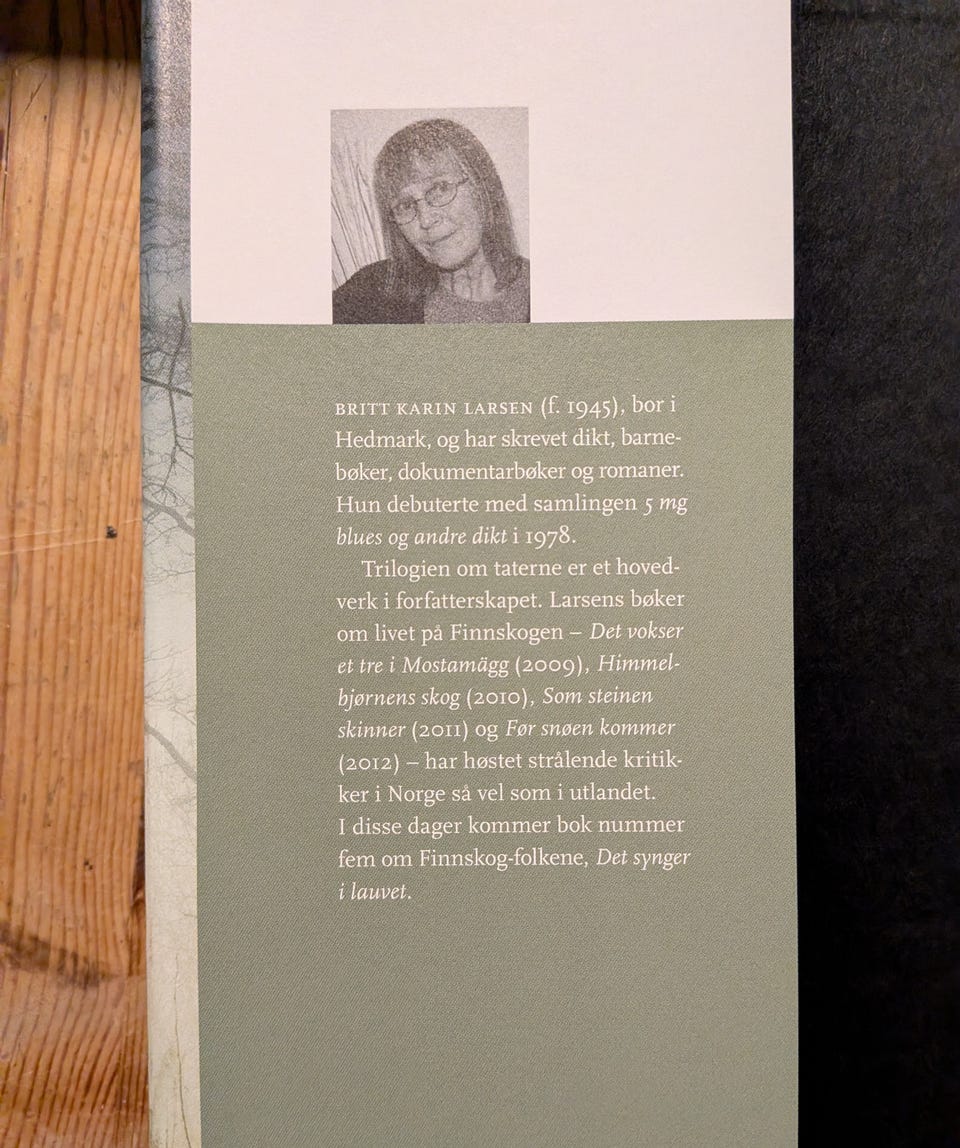 BRITT KARIN LARSEN (f. 1945), bor i
Hedmark, og har skrevet dikt, barne-
bøker, dokumentarbøker og romaner.
Hun debuterte med samlingen 5 mg
blues og andre dikt i 1978.
Trilogien om taterne er et hoved-
verk i forfatterskapet. Larsens bøker
om livet på Finnskogen – Det vokser
et tre i Mostamägg (2009), Himmel-
bjørnens skog (2010), Som steinen
skinner (2011) og Før snøen kommer
(2012) – har høstet strålende kritik-
ker i Norge så vel som i utlandet.
I disse dager kommer bok nummer
fem om Finnskog-folkene, Det synger
i lauvet.